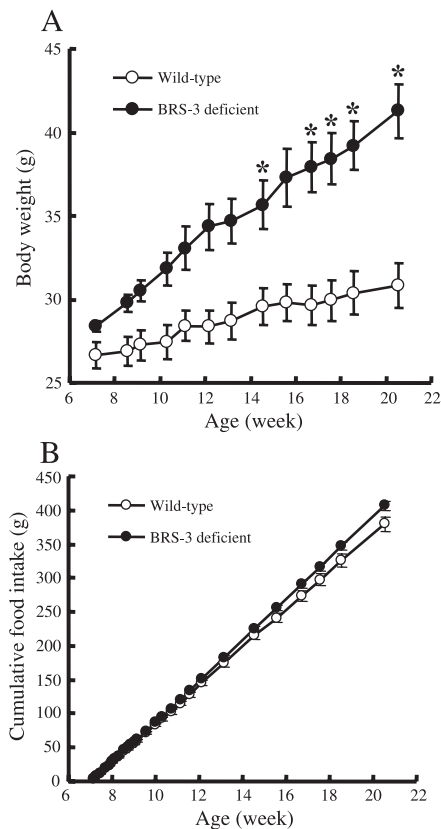 A
45
40
35
30
25
Body weight (g)
Wild-type
BRS-3 deficient
*
* * *
*
6 8 10 12 14 16 18 20 22
Age (week)
B
450
400
350
300
250
200
150
100
50
0
Cumulative food intake (g)
Wild-type
BRS-3 deficient
6 8 10 12 14 16 18 20 22
Age (week)